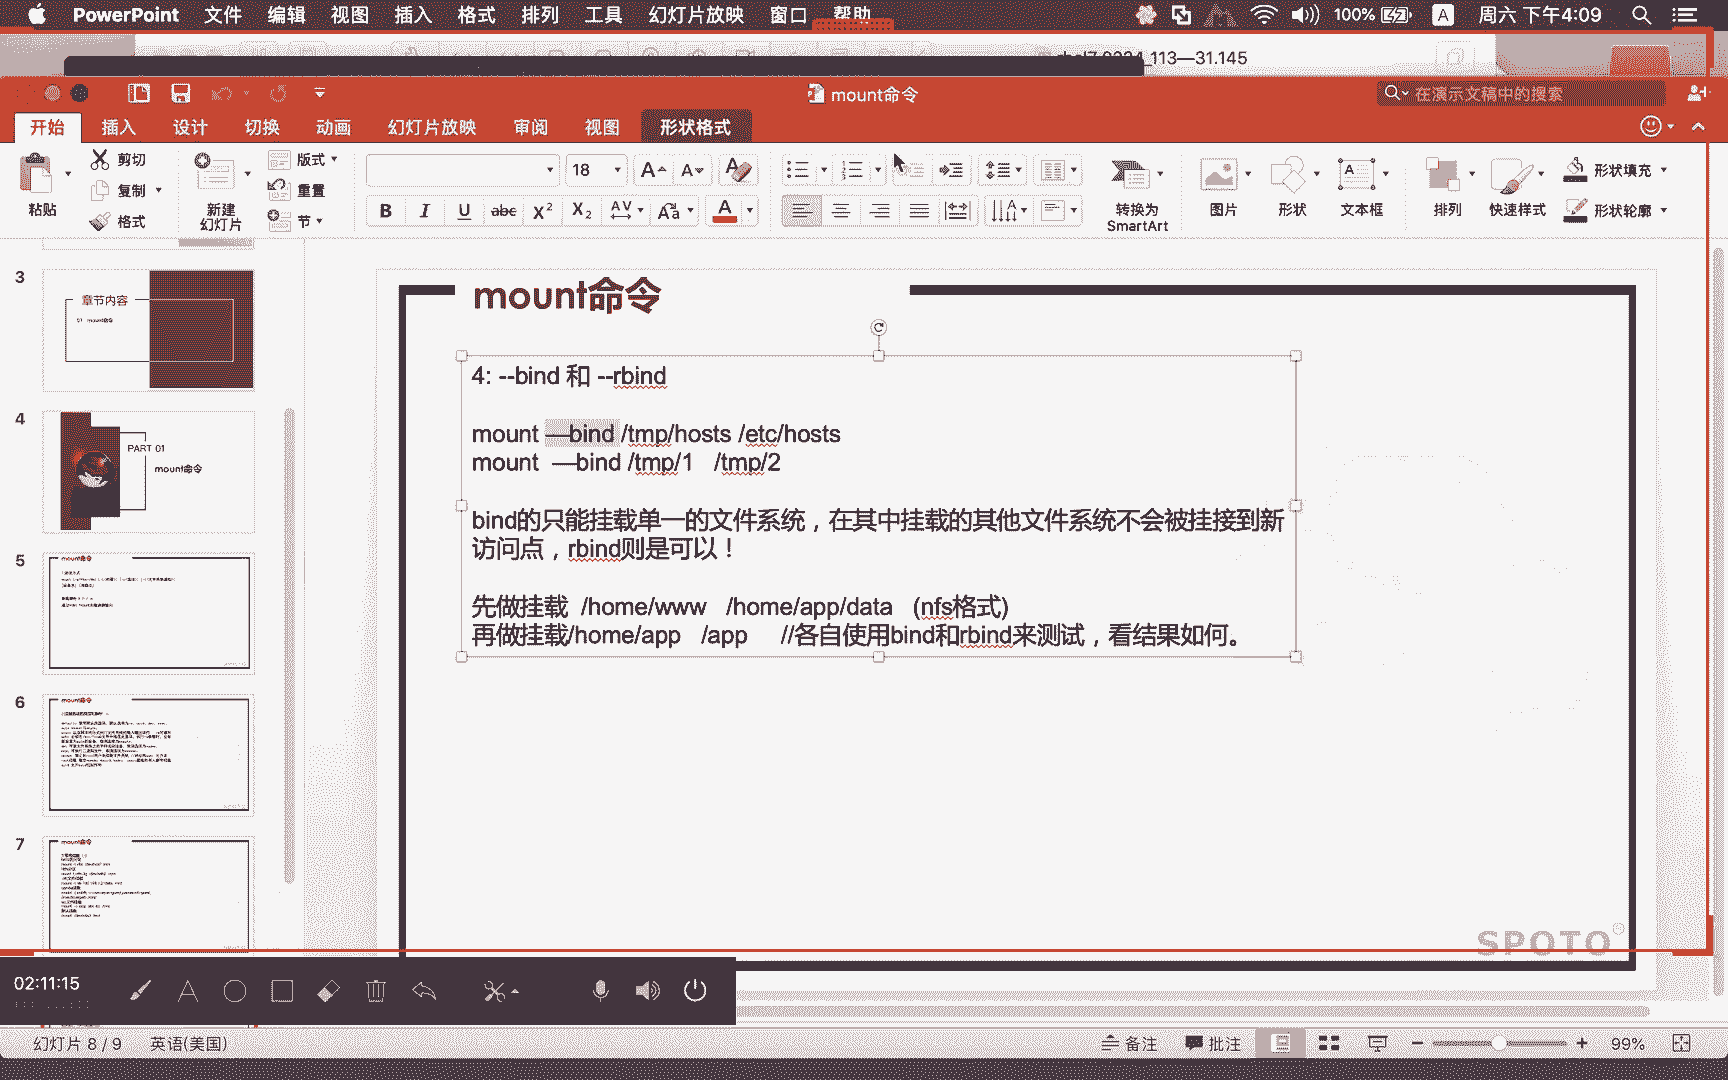 PowerPoint 文件 编辑 视图 插入 格式 排列 工具 幻灯片放映 窗口 帮助 100% A 周六 下午4:09
_113—31.145
mount命令
在演示文稿中的搜索
开始 插入 设计 切换 动画 幻灯片放映 审阅 视图 形状格式
粘贴 剪切 复制 格式
新建
幻灯片
版式 重置 节
18
B I U abc X² X₂ AV Aa A
转换为
SmartArt
图片 形状 文本框 排列 快速样式 形状填充 形状轮廓
3
章节内容
01 mount命令
4
PART 01
mount命令
5
mount命令
6
mount命令
7
mount命令
mount命令
4: --bind 和 --rbind
mount —bind /tmp/hosts /etc/hosts
mount —bind /tmp/1 /tmp/2
bind的只能挂载单一的文件系统，在其中挂载的其他文件系统不会被挂接到新
访问点，rbind则是可以！
先做挂载 /home/www /home/app/data (nfs格式)
再做挂载/home/app /app //各自使用bind和rbind来测试，看结果如何。
SPOTO
02:11:15
幻灯片 8 / 9 英语(美国) 备注 批注 99%